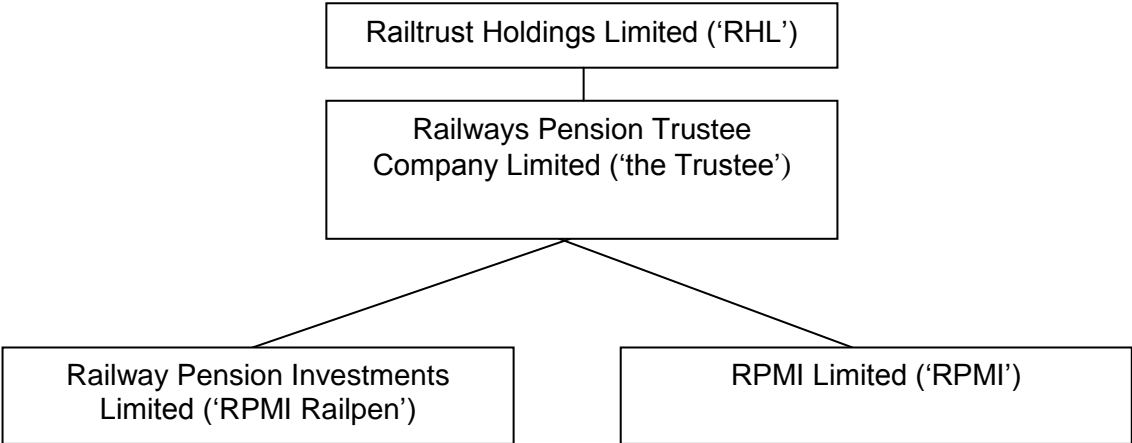 Railtrust Holdings Limited (‘RHL’)
Railways Pension Trustee
Company Limited (‘the Trustee’)
Railway Pension Investments
Limited (‘RPMI Railpen’)
RPMI Limited (‘RPMI’)